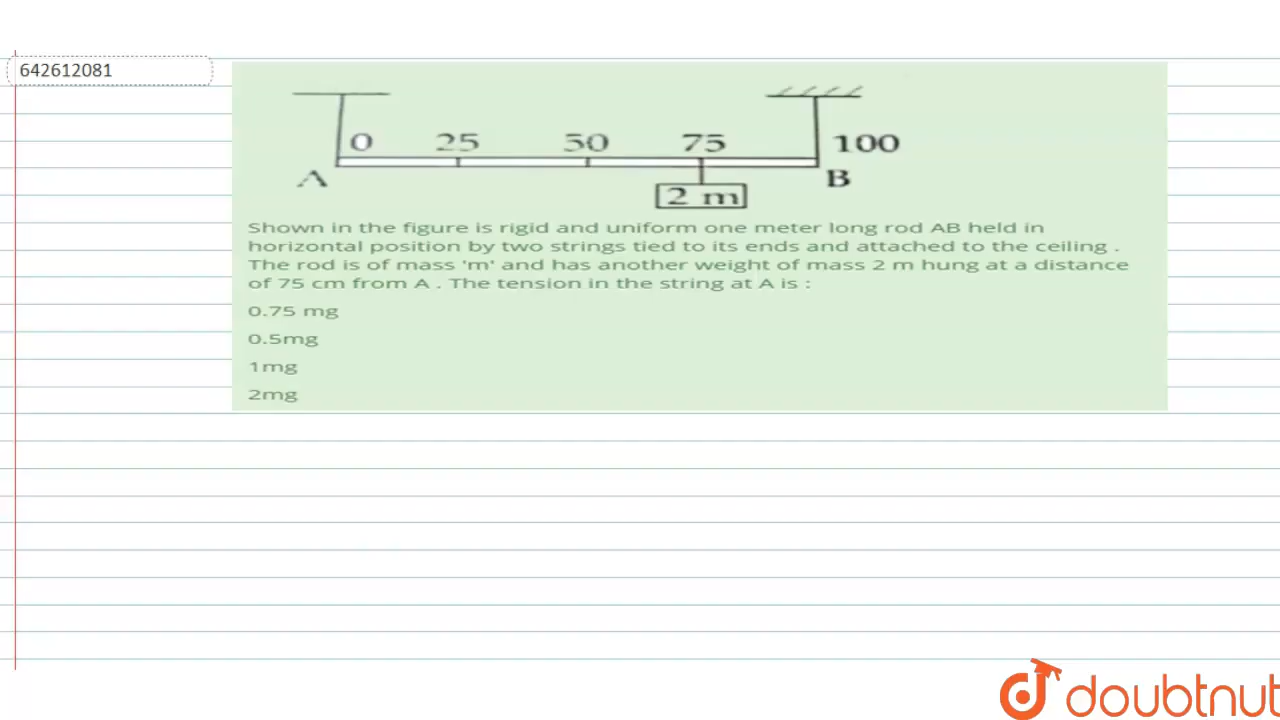 642612081
0 25 50 75 100
A B
2 m
Shown in the figure is rigid and uniform one meter long rod AB held in
horizontal position by two strings tied to its ends and attached to the ceiling .
The rod is of mass 'm' and has another weight of mass 2 m hung at a distance
of 75 cm from A . The tension in the string at A is :
0.75 mg
0.5mg
1mg
2mg
doubtnut